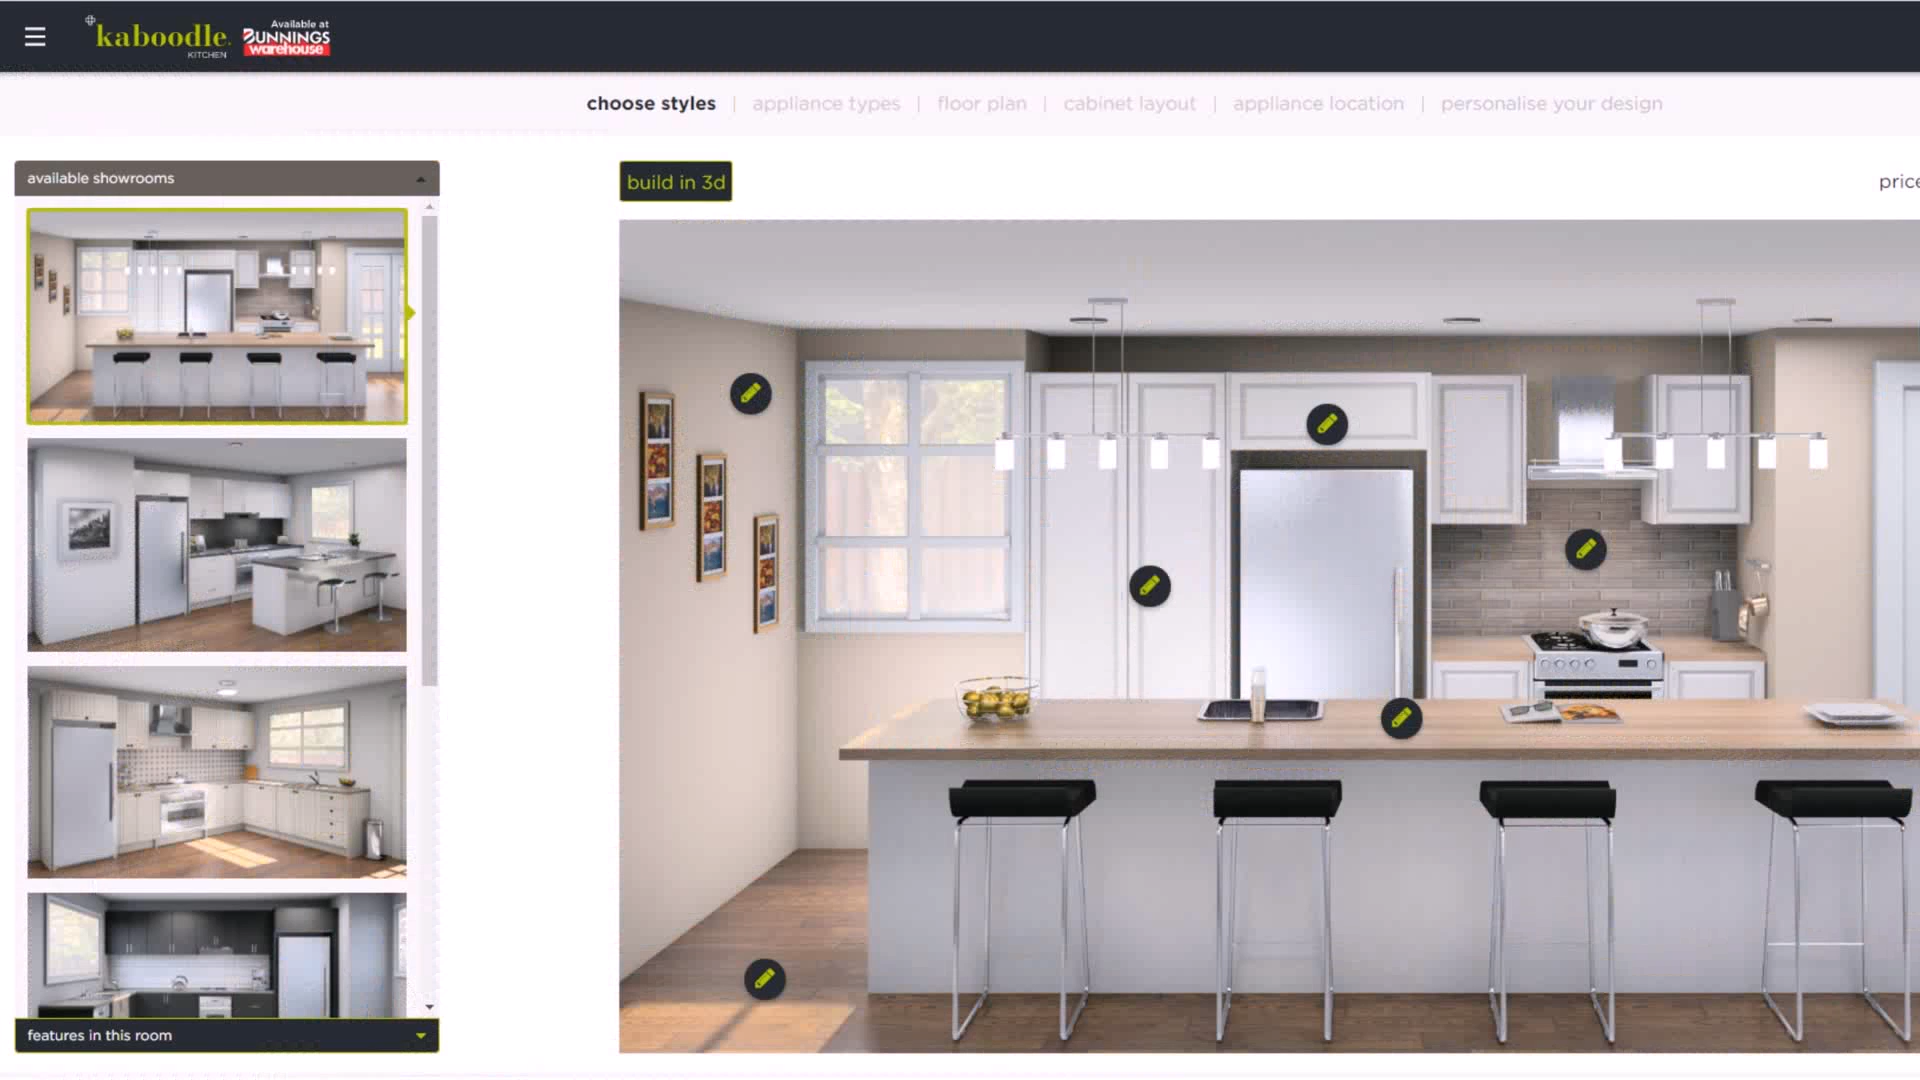 kaboodle.
KITCHEN
Available at
BUNNINGS
warehouse
choose styles | appliance types | floor plan | cabinet layout | appliance location | personalise your design
available showrooms
build in 3d
price
features in this room